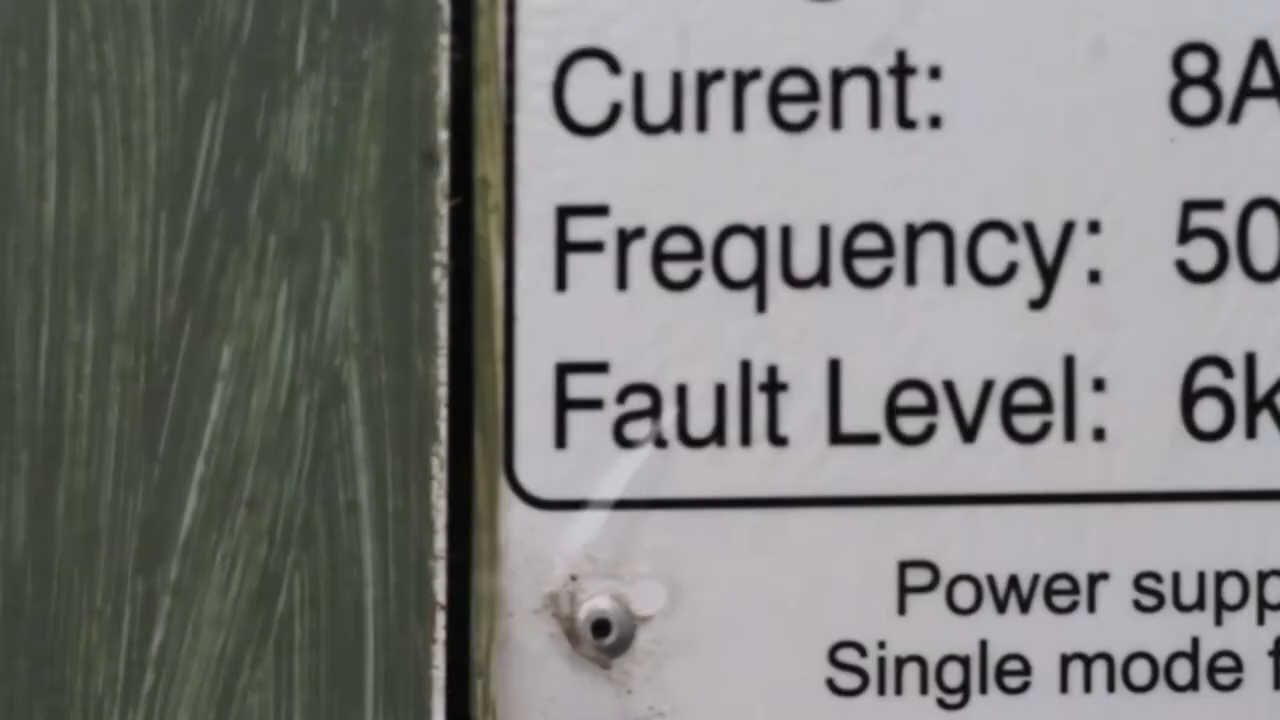 Current: 8A
Frequency: 50
Fault Level: 6k
Power supp
Single mode f